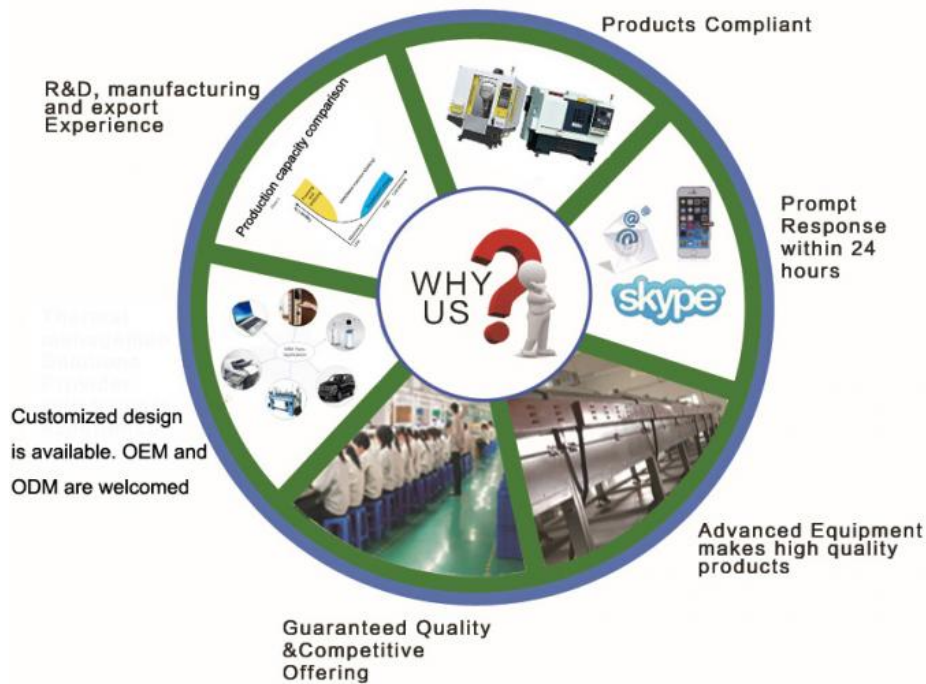 Products Compliant
R&D, manufacturing
and export
Experience
Production capacity comparison
Prompt
Response
within 24
hours
skype
WHY
US
?
Customized design
is available. OEM and
ODM are welcomed
Advanced Equipment
makes high quality
products
Guaranteed Quality
&Competitive
Offering